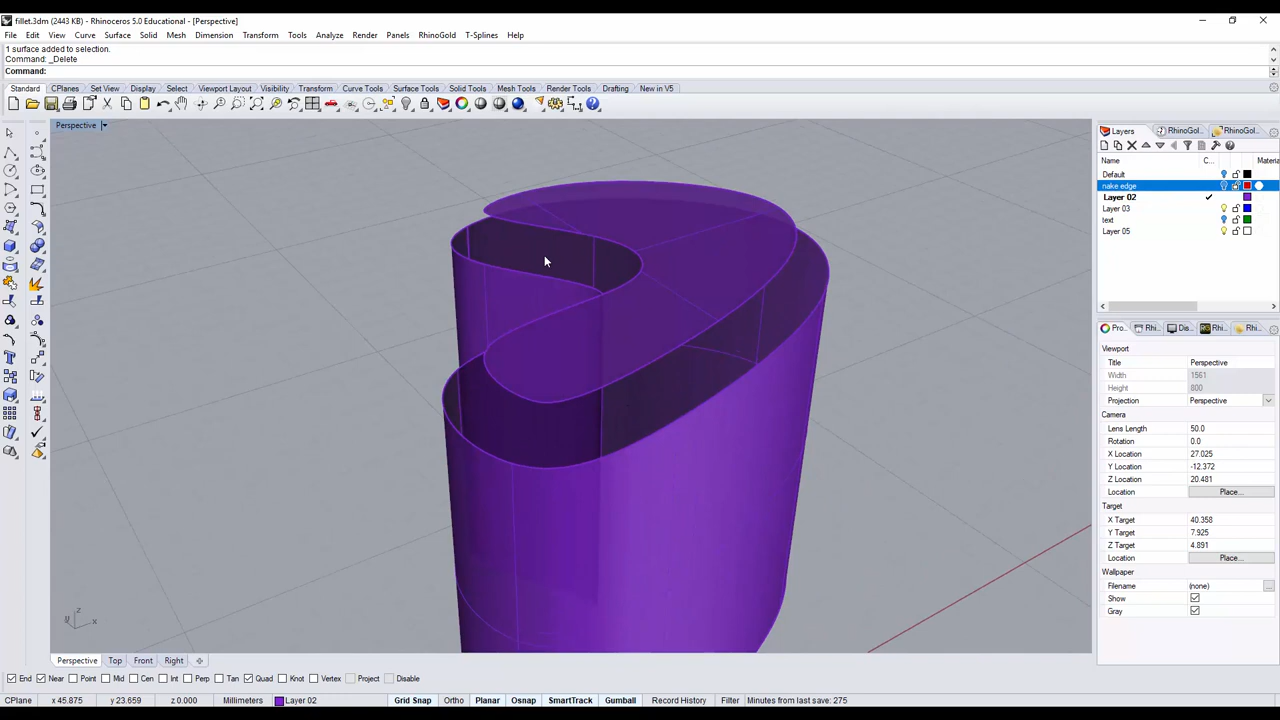 fillet.3dm (2443 KB) - Rhinoceros 5.0 Educational - [Perspective]
File Edit View Curve Surface Solid Mesh Dimension Transform Tools Analyze Render Panels RhinoGold T-Splines Help
1 surface added to selection.
Command: _Delete
Command:
Standard CPlanes Set View Display Select Viewport Layout Visibility Transform Curve Tools Surface Tools Solid Tools Mesh Tools Render Tools Drafting New in V5
Perspective
Layers RhinoGol... RhinoGol...
Name C... Materia
Default
nake edge
Layer 02
Layer 03
text
Layer 05
Pro... Rhi... Dis... Rhi... Rhi...
Viewport
Title Perspective
Width 1561
Height 800
Projection Perspective
Camera
Lens Length 50.0
Rotation 0.0
X Location 27.025
Y Location -12.372
Z Location 20.481
Location Place...
Target
X Target 40.358
Y Target 7.925
Z Target 4.891
Location Place...
Wallpaper
Filename (none) ...
Show
Gray
z
y x
Perspective Top Front Right
End Near Point Mid Cen Int Perp Tan Quad Knot Vertex Project Disable
CPlane x 45.875 y 23.659 z 0.000 Millimeters Layer 02 Grid Snap Ortho Planar Osnap SmartTrack Gumball Record History Filter Minutes from last save: 275